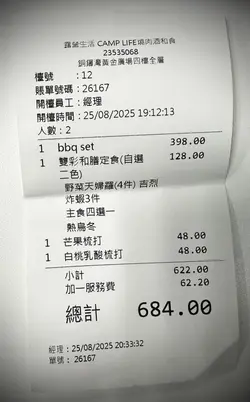 露營生活 CAMP LIFE燒肉酒和食
23535068
銅鑼灣黃金廣場四樓全層
檯號 :12
賬單號碼 :26167
開檯員工 :經理
開檯時間 :25/08/2025 19:12:13
人數 :2
1 bbq set 398.00
1 雙彩和膳定食(自選 128.00
二色)
野菜天婦羅(4件) 吉烈
炸蝦3件
主食四選一
熱烏冬
1 芒果梳打 48.00
1 白桃乳酸梳打 48.00
小計 622.00
加一服務費 62.20
總計 684.00
經理 :25/08/2025 20:33:32
單號: 26167